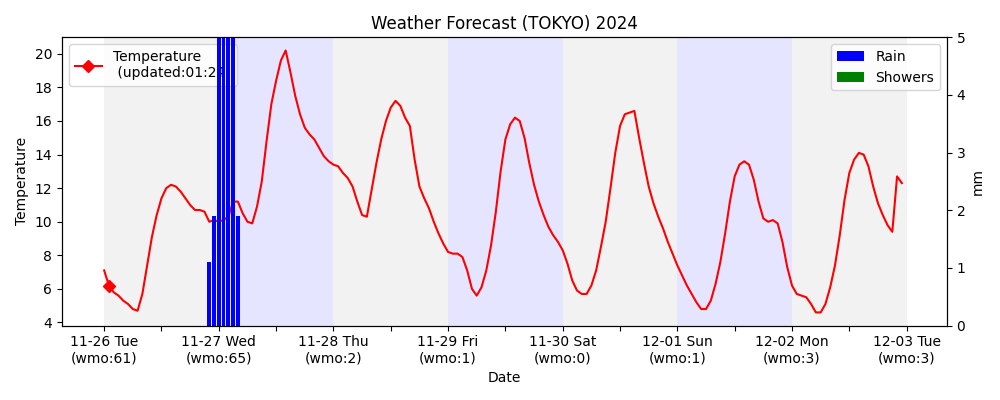 Weather Forecast (TOKYO) 2024
Temperature
(updated:01:2
Rain
Showers
Temperature
20
18
16
14
12
10
8
6
4
5
4
3
2
1
0
mm
11-26 Tue
(wmo:61)
11-27 Wed
(wmo:65)
11-28 Thu
(wmo:2)
11-29 Fri
(wmo:1)
11-30 Sat
(wmo:0)
12-01 Sun
(wmo:1)
12-02 Mon
(wmo:3)
12-03 Tue
(wmo:3)
Date